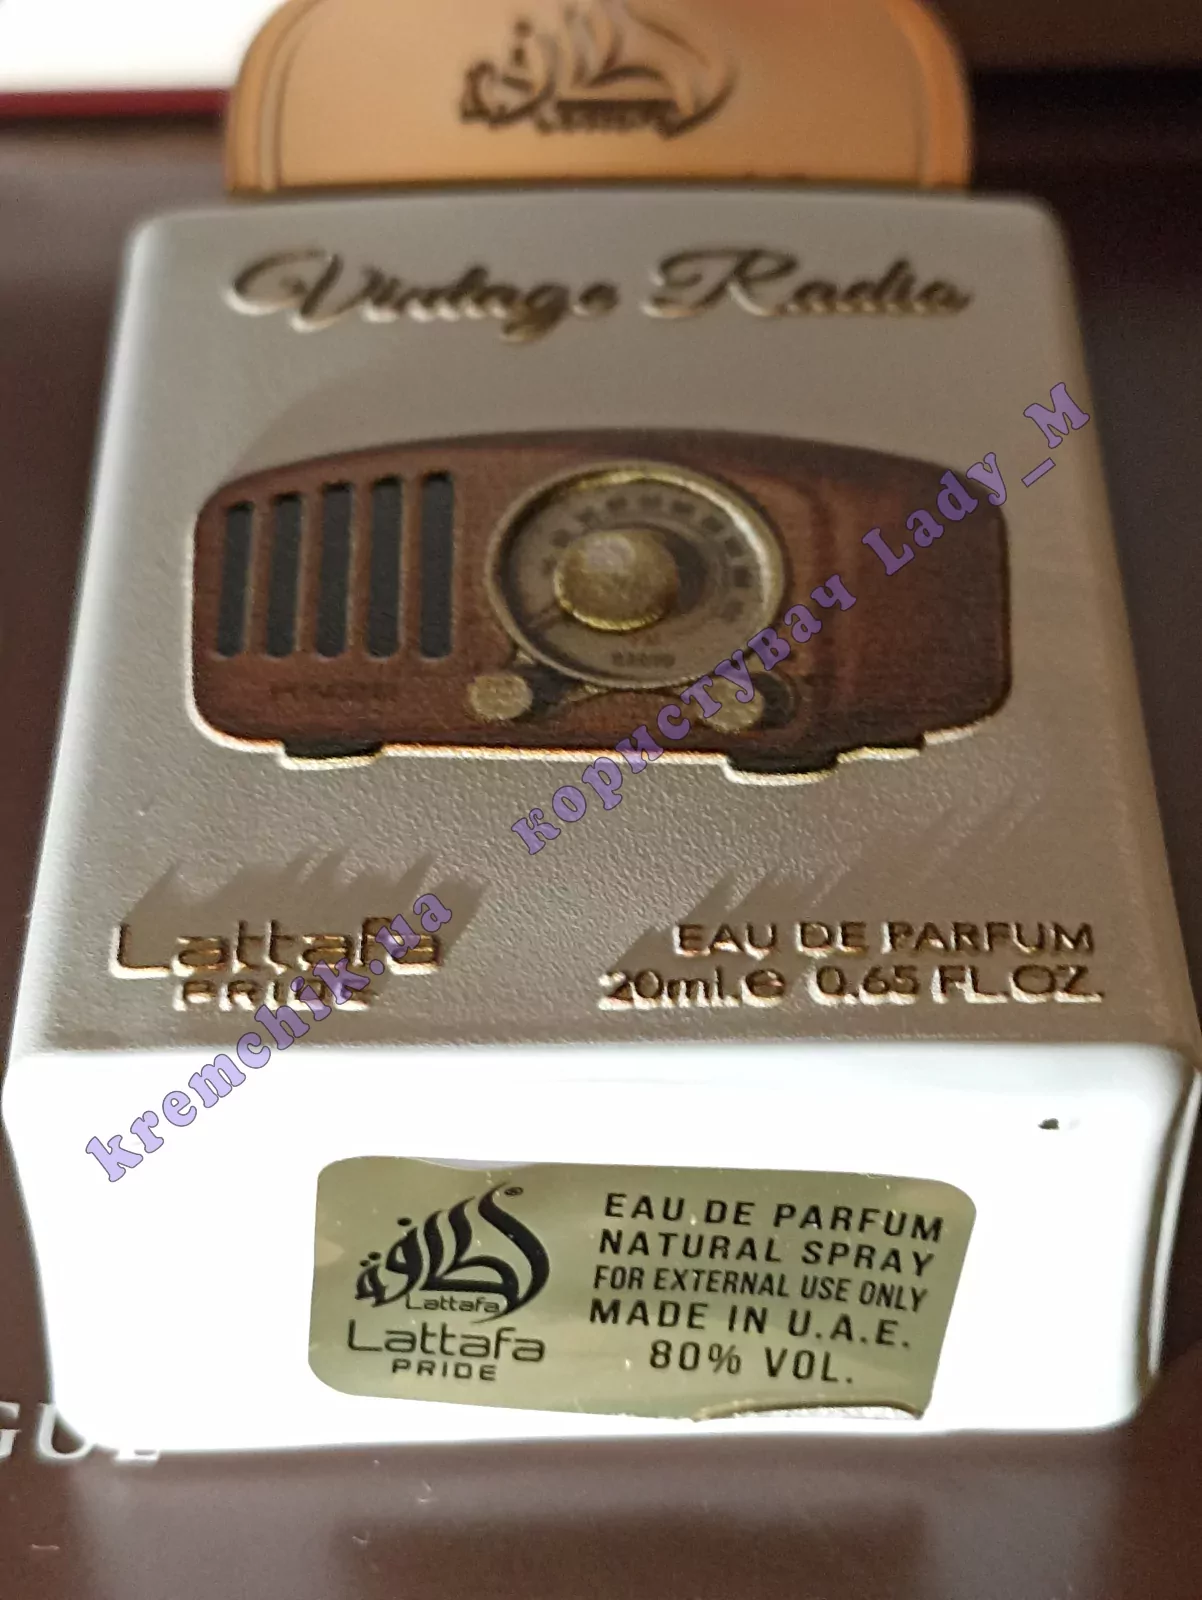 لطافة
Vintage Radio
Lattafa
PRIDE
EAU DE PARFUM
20ml.℮ 0.65 FL.OZ.
لطافة
Lattafa
Lattafa
PRIDE
EAU DE PARFUM
NATURAL SPRAY
FOR EXTERNAL USE ONLY
MADE IN U.A.E.
80% VOL.
kremchik.ua
користувач Lady_M